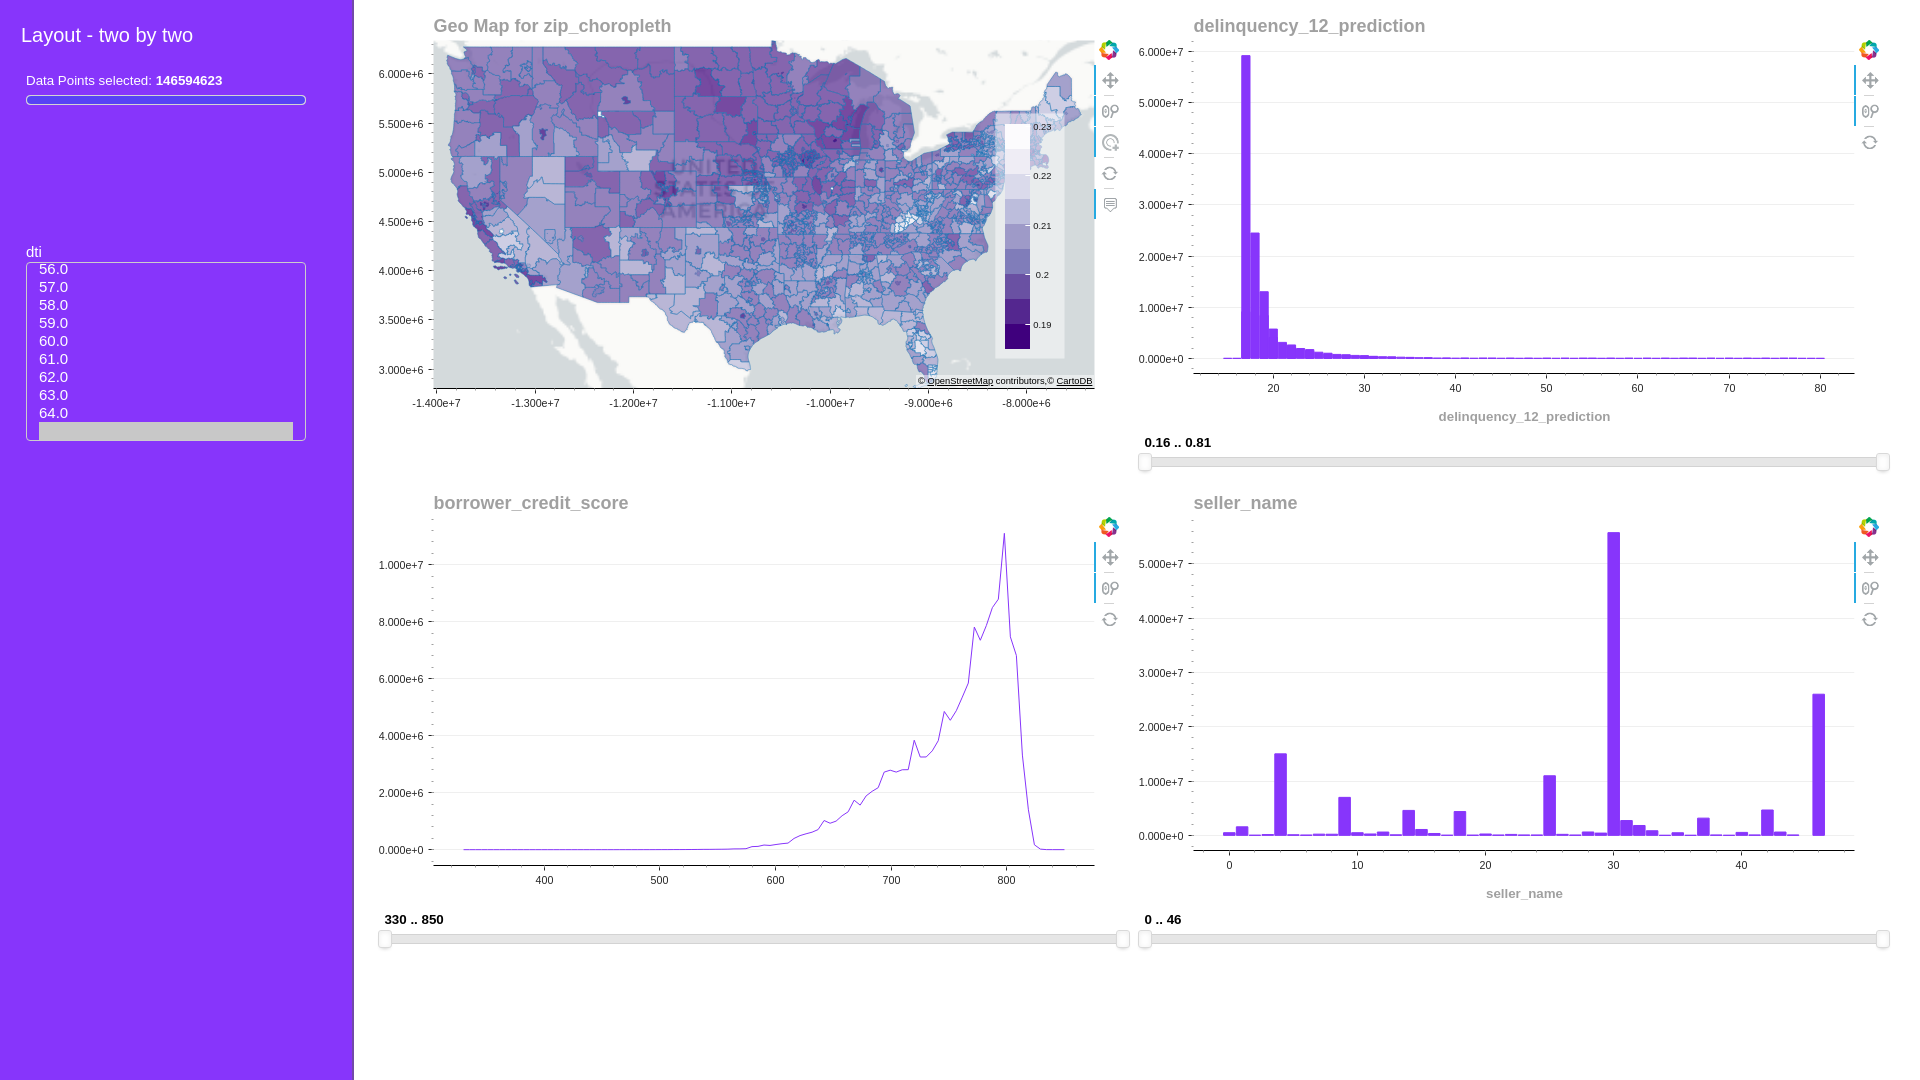 Layout - two by two
Data Points selected: 146594623
dti
56.0
57.0
58.0
59.0
60.0
61.0
62.0
63.0
64.0
Geo Map for zip_choropleth
6.000e+6
5.500e+6
5.000e+6
4.500e+6
4.000e+6
3.500e+6
3.000e+6
UNITED
STATES OF
AMERICA
0.23
0.22
0.21
0.2
0.19
© OpenStreetMap contributors,© CartoDB
-1.400e+7 -1.300e+7 -1.200e+7 -1.100e+7 -1.000e+7 -9.000e+6 -8.000e+6
delinquency_12_prediction
6.000e+7
5.000e+7
4.000e+7
3.000e+7
2.000e+7
1.000e+7
0.000e+0
20 30 40 50 60 70 80
delinquency_12_prediction
0.16 .. 0.81
borrower_credit_score
1.000e+7
8.000e+6
6.000e+6
4.000e+6
2.000e+6
0.000e+0
400 500 600 700 800
330 .. 850
seller_name
5.000e+7
4.000e+7
3.000e+7
2.000e+7
1.000e+7
0.000e+0
0 10 20 30 40
seller_name
0 .. 46